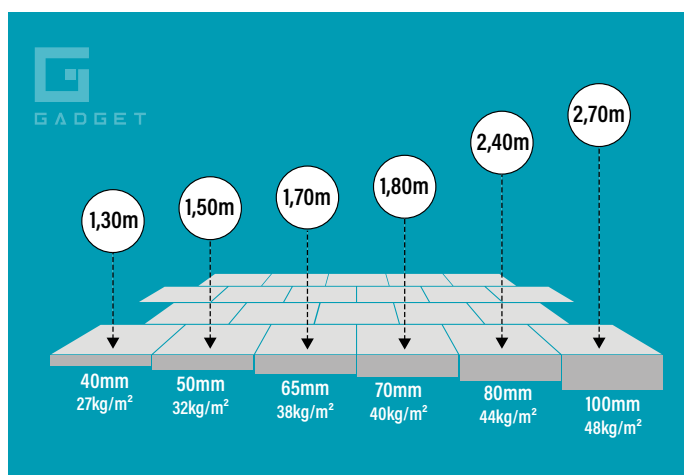 GADGET
1,30m
1,50m
1,70m
1,80m
2,40m
2,70m
40mm
27kg/m²
50mm
32kg/m²
65mm
38kg/m²
70mm
40kg/m²
80mm
44kg/m²
100mm
48kg/m²